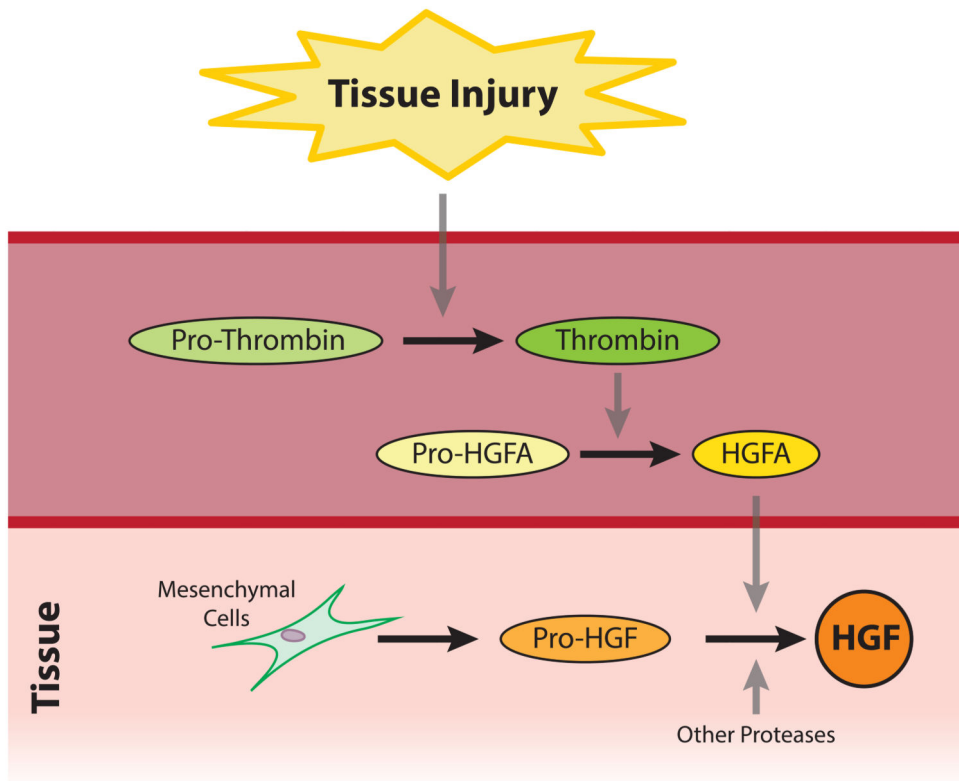 Tissue Injury
Pro-Thrombin
Thrombin
Pro-HGFA
HGFA
Tissue
Mesenchymal
Cells
Pro-HGF
HGF
Other Proteases